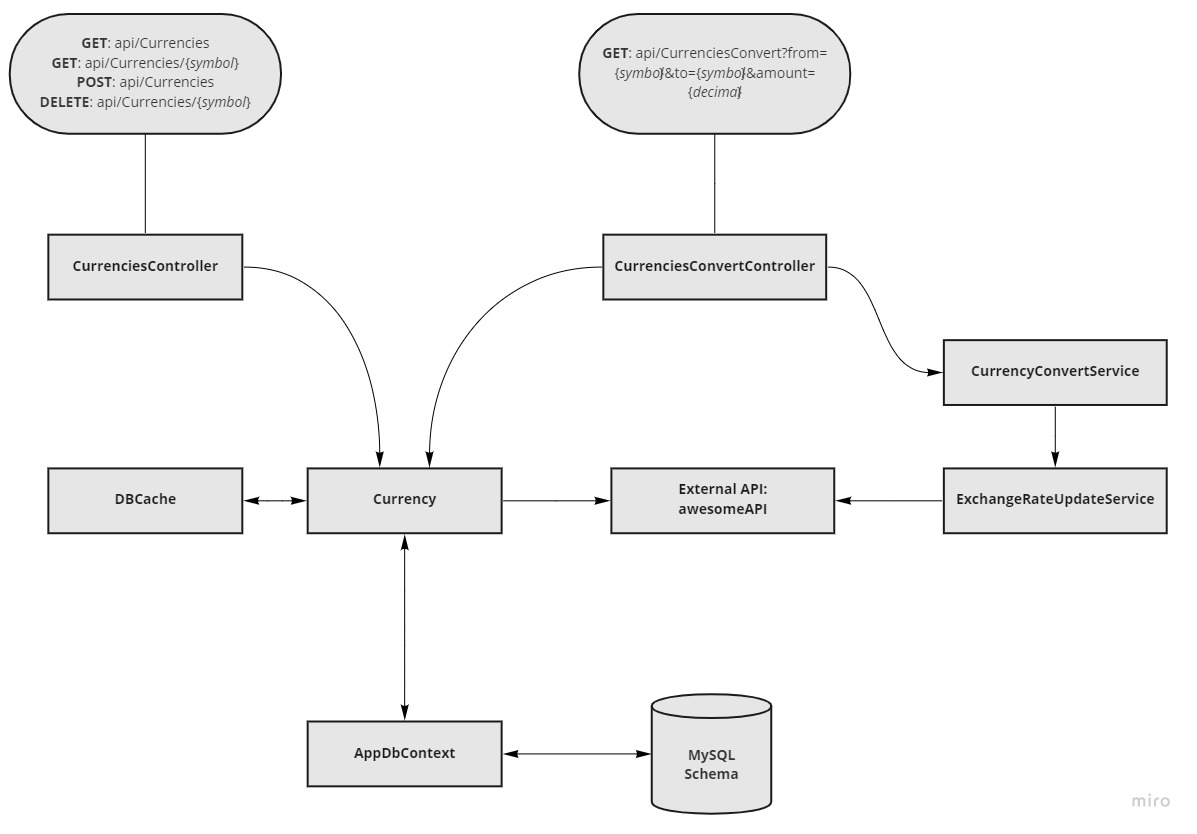 GET: api/Currencies
GET: api/Currencies/{symbol}
POST: api/Currencies
DELETE: api/Currencies/{symbol}
GET: api/CurrenciesConvert?from=
{symbol}&to={symbol}&amount=
{decimal}
CurrenciesController
CurrenciesConvertController
CurrencyConvertService
DBCache
Currency
External API:
awesomeAPI
ExchangeRateUpdateService
AppDbContext
MySQL
Schema
miro